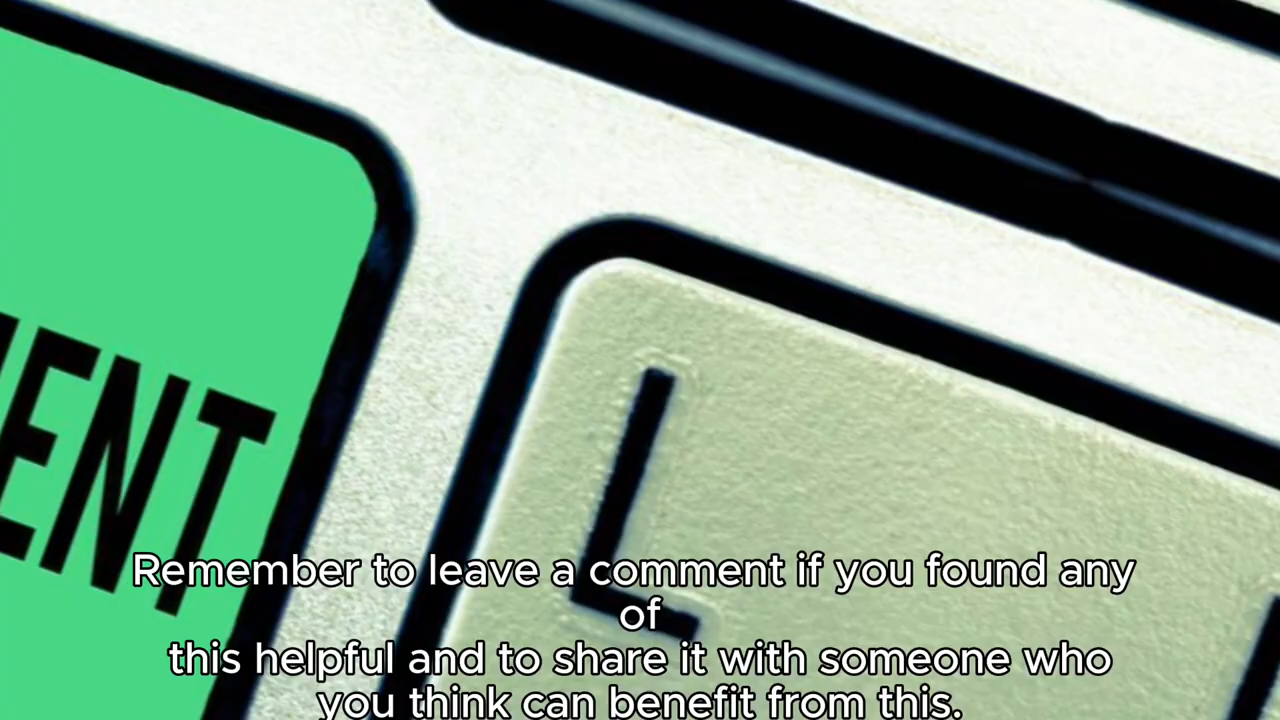 ENT
L
Remember to leave a comment if you found any
of
this helpful and to share it with someone who
you think can benefit from this.